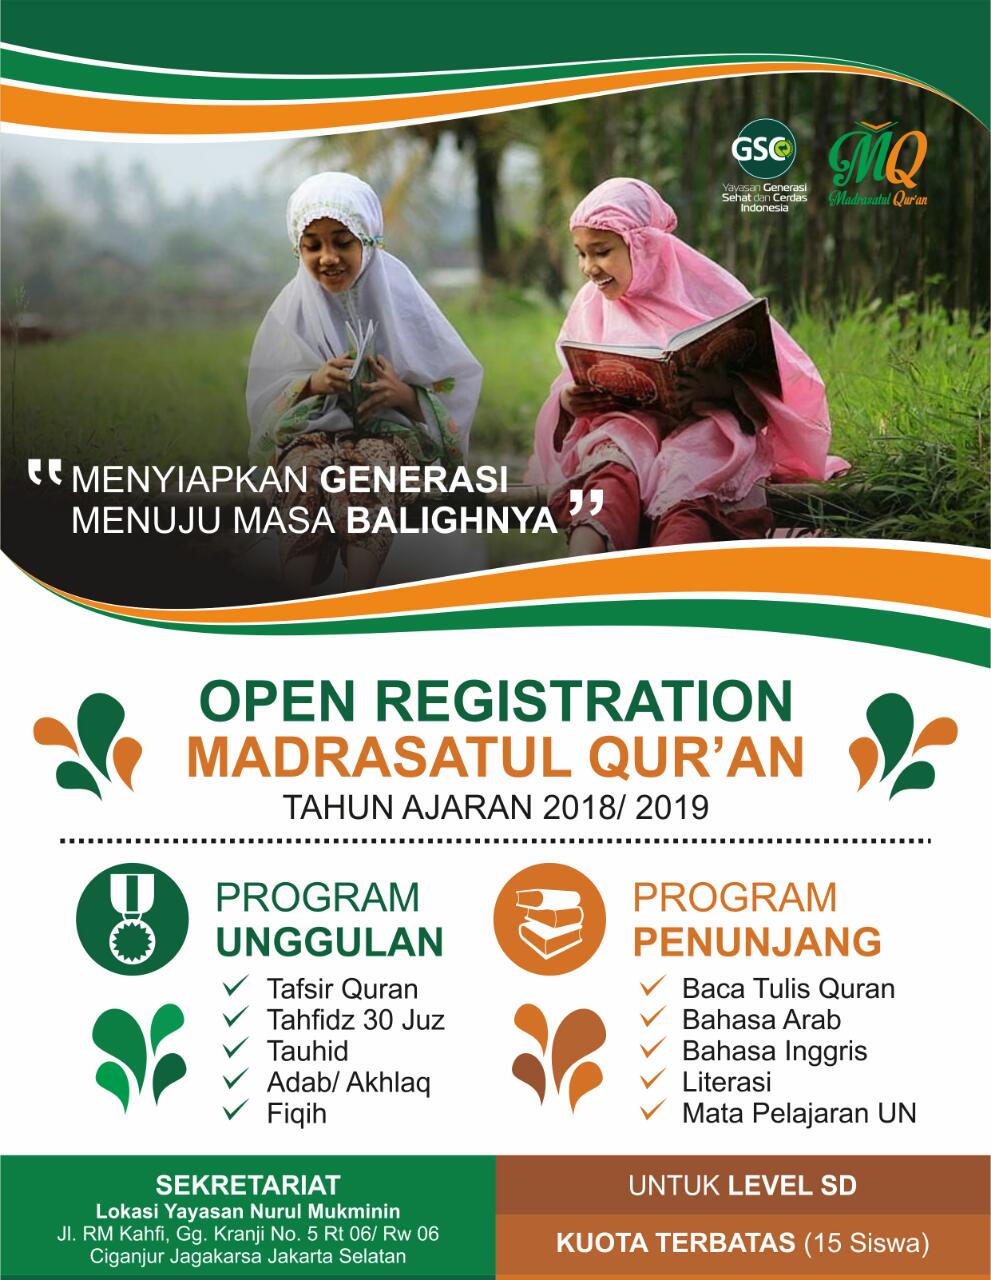 GSC
Yayasan Generasi
Sehat dan Cerdas
Indonesia
MQ
Madrasatul Qur'an
"MENYIAPKAN GENERASI
MENUJU MASA BALIGHNYA"
OPEN REGISTRATION
MADRASATUL QUR'AN
TAHUN AJARAN 2018/ 2019
PROGRAM
UNGGULAN
Tafsir Quran
Tahfidz 30 Juz
Tauhid
Adab/ Akhlaq
Fiqih
PROGRAM
PENUNJANG
Baca Tulis Quran
Bahasa Arab
Bahasa Inggris
Literasi
Mata Pelajaran UN
SEKRETARIAT
Lokasi Yayasan Nurul Mukminin
Jl. RM Kahfi, Gg. Kranji No. 5 Rt 06/ Rw 06
Ciganjur Jagakarsa Jakarta Selatan
UNTUK LEVEL SD
KUOTA TERBATAS (15 Siswa)